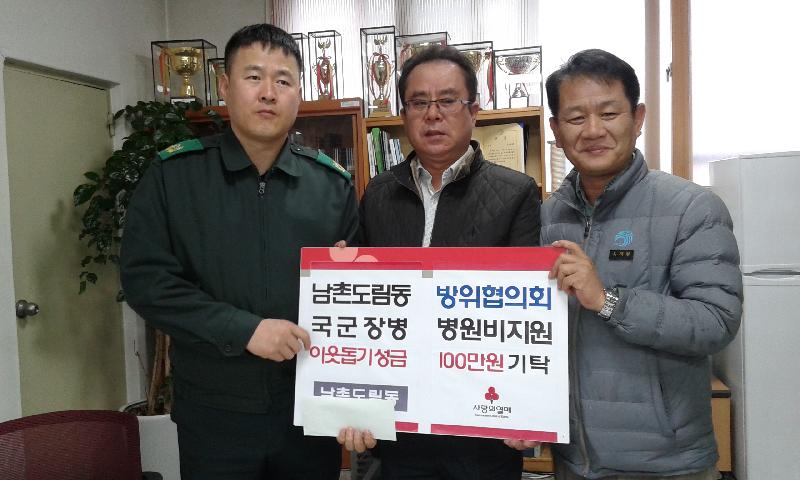 남촌도림동
국군장병
이웃돕기성금
남촌도림동
방위협의회
병원비지원
100만원 기탁
사랑의열매